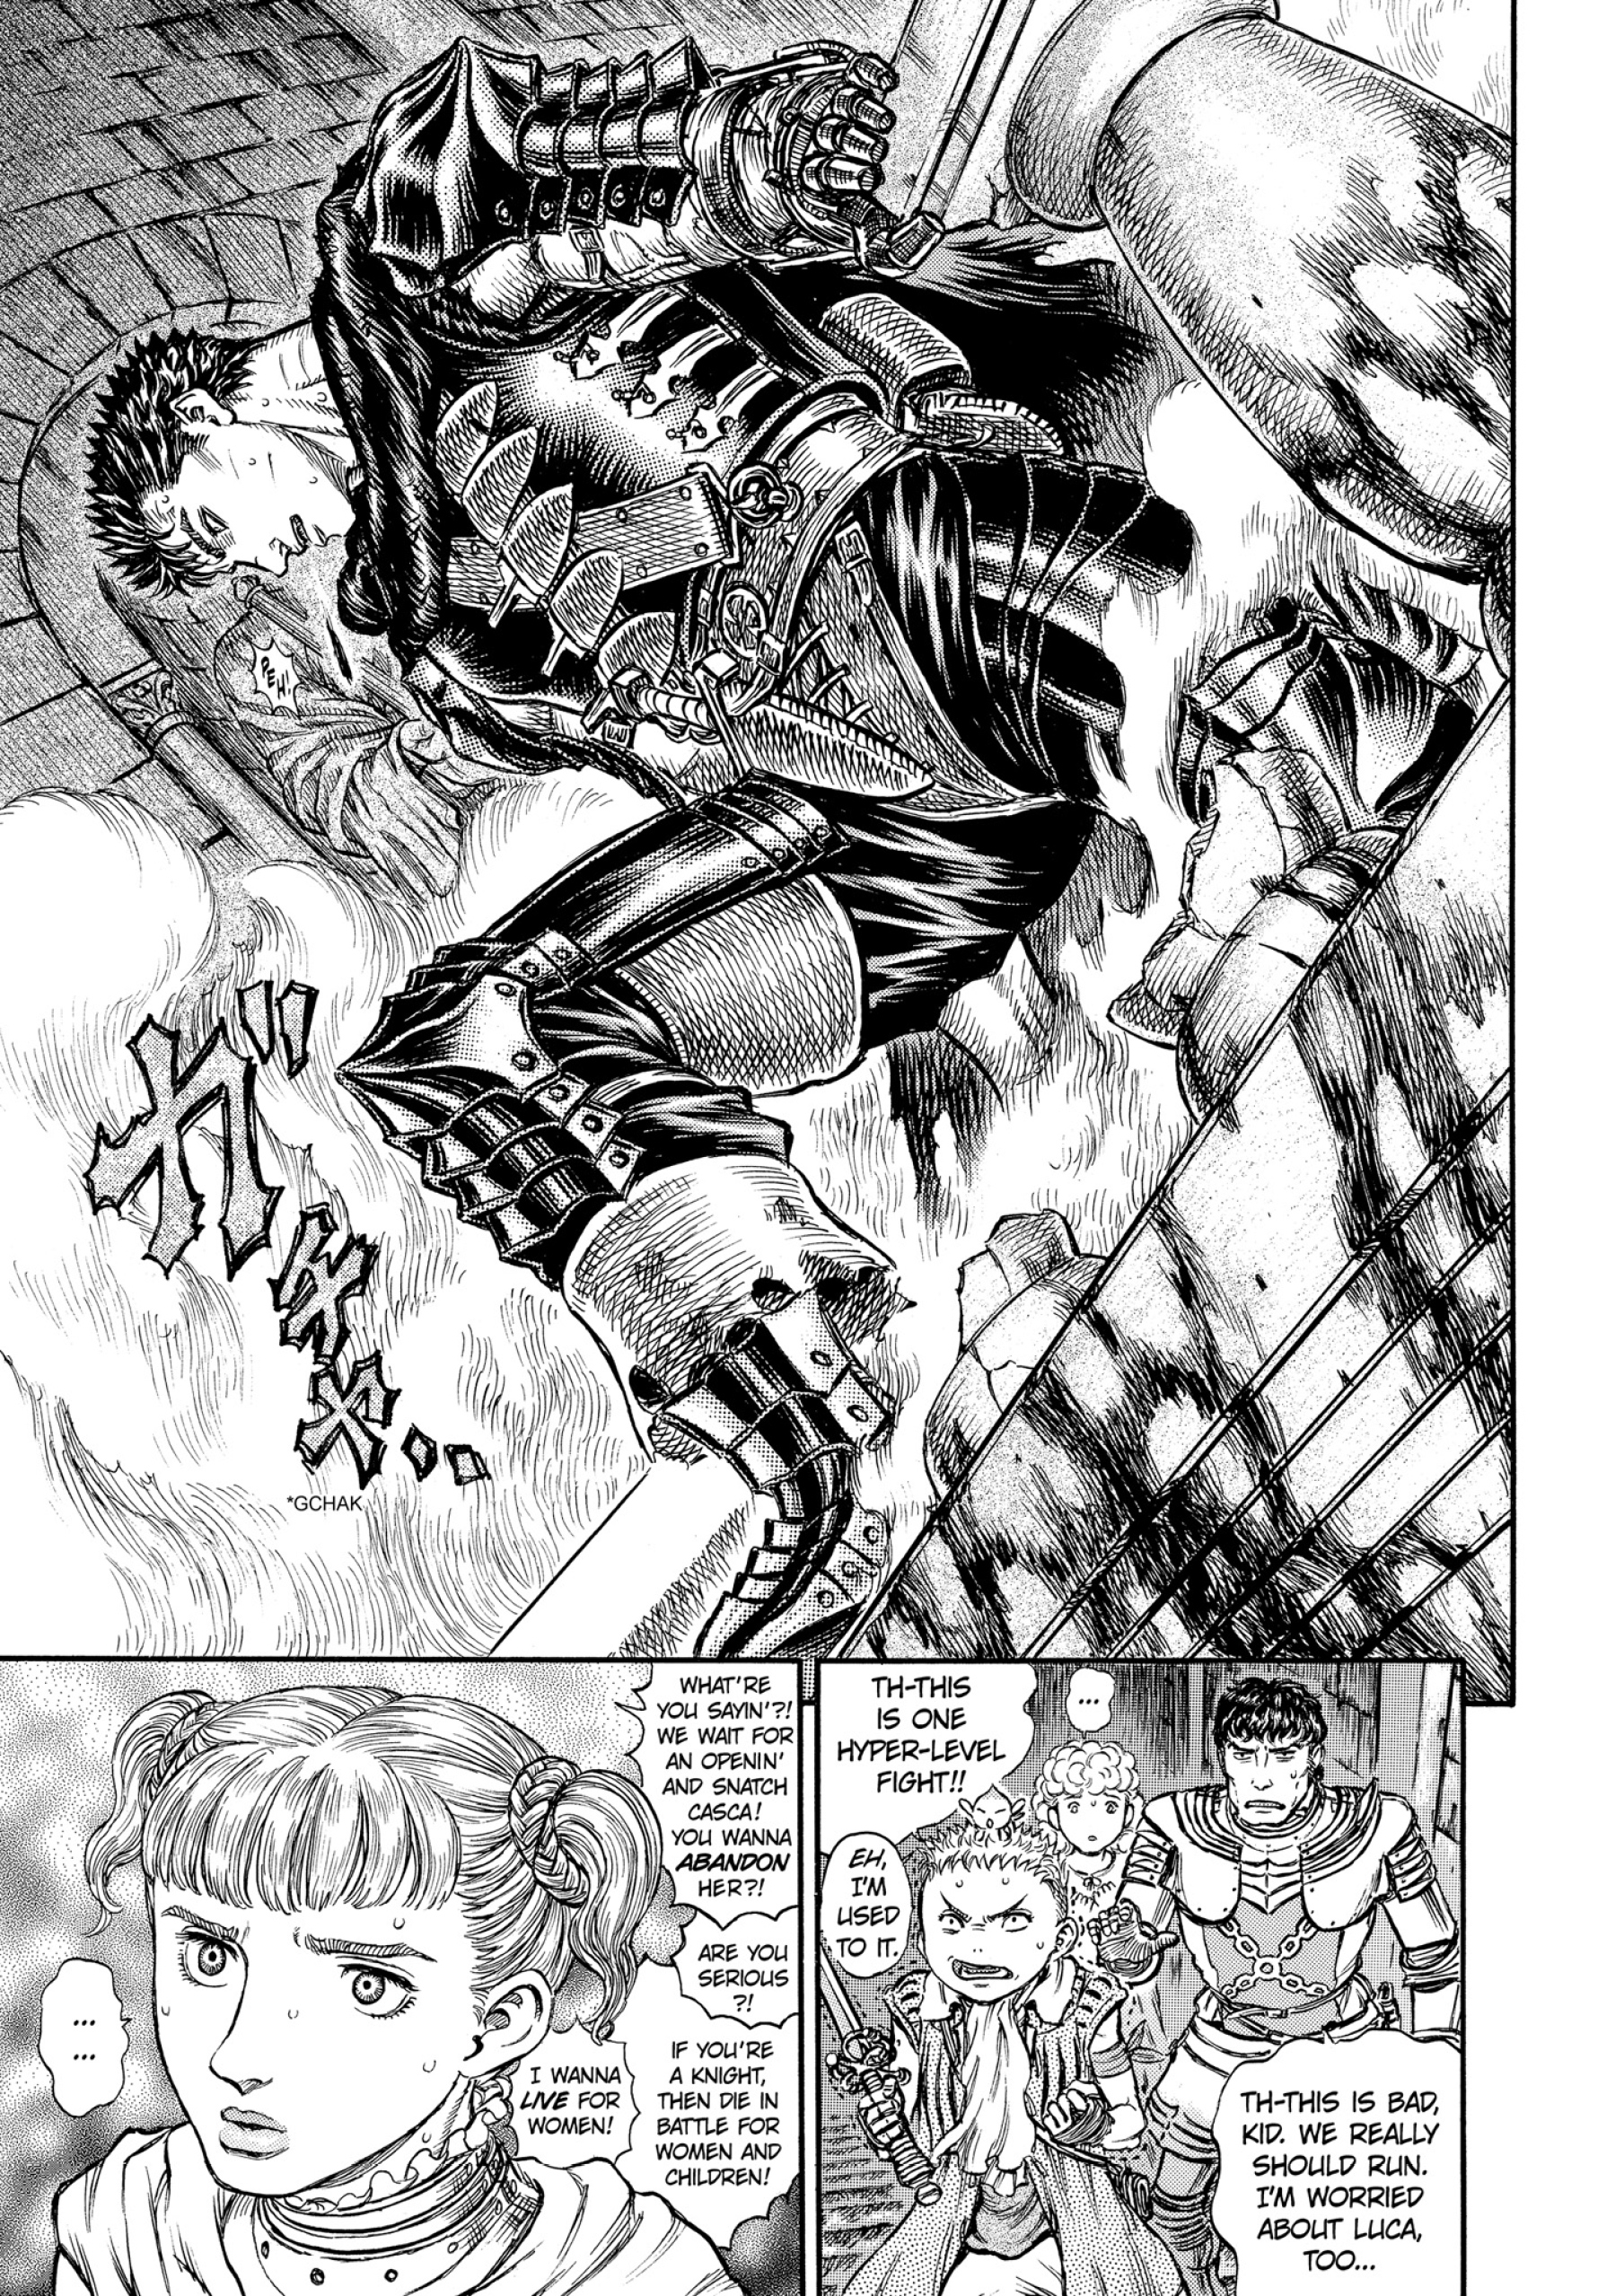 PEH!
ガ
ギャ...
*GCHAK
TH-THIS
IS ONE
HYPER-LEVEL
FIGHT!!
...
EH,
I'M
USED
TO IT.
TH-THIS IS BAD,
KID. WE REALLY
SHOULD RUN.
I'M WORRIED
ABOUT LUCA,
TOO...
WHAT'RE
YOU SAYIN'?!
WE WAIT FOR
AN OPENIN'
AND SNATCH
CASCA!
YOU WANNA
ABANDON
HER?!
ARE YOU
SERIOUS
?!
IF YOU'RE
A KNIGHT,
THEN DIE IN
BATTLE FOR
WOMEN AND
CHILDREN!
I WANNA
LIVE FOR
WOMEN!
...
...